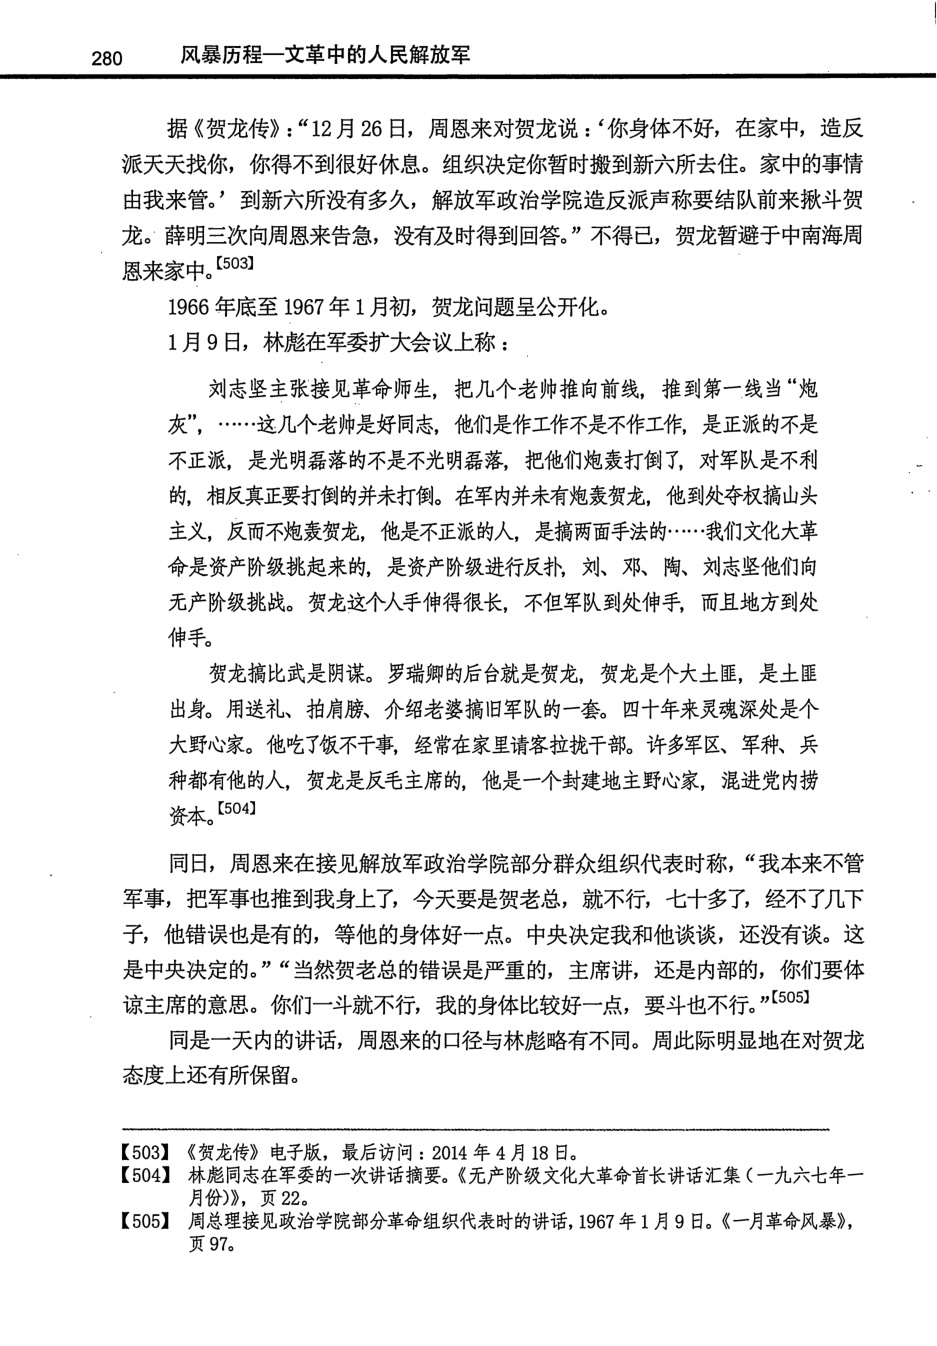 280 风暴历程—文革中的人民解放军
据《贺龙传》:“12月26日，周恩来对贺龙说:‘你身体不好，在家中，造反
派天天找你，你得不到很好休息。组织决定你暂时搬到新六所去住。家中的事情
由我来管。’到新六所没有多久，解放军政治学院造反派声称要结队前来揪斗贺
龙。薛明三次向周恩来告急，没有及时得到回答。”不得已，贺龙暂避于中南海周
恩来家中。【503】
1966年底至1967年1月初，贺龙问题呈公开化。
1月9日，林彪在军委扩大会议上称:
刘志坚主张接见革命师生，把几个老帅推向前线，推到第一线当“炮
灰”，……这几个老帅是好同志，他们是作工作不是不作工作，是正派的不是
不正派，是光明磊落的不是不光明磊落，把他们炮轰打倒了，对军队是不利
的，相反真正要打倒的并未打倒。在军内并未有炮轰贺龙，他到处夺权搞山头
主义，反而不炮轰贺龙，他是不正派的人，是搞两面手法的……我们文化大革
命是资产阶级挑起来的，是资产阶级进行反扑，刘、邓、陶、刘志坚他们向
无产阶级挑战。贺龙这个人手伸得很长，不但军队到处伸手，而且地方到处
伸手。
贺龙搞比武是阴谋。罗瑞卿的后台就是贺龙，贺龙是个大土匪，是土匪
出身。用送礼、拍肩膀、介绍老婆搞旧军队的一套。四十年来灵魂深处是个
大野心家。他吃了饭不干事，经常在家里请客拉拢干部。许多军区、军种、兵
种都有他的人，贺龙是反毛主席的，他是一个封建地主野心家，混进党内捞
资本。【504】
同日，周恩来在接见解放军政治学院部分群众组织代表时称，“我本来不管
军事，把军事也推到我身上了，今天要是贺老总，就不行，七十多了，经不了几下
子，他错误也是有的，等他的身体好一点。中央决定我和他谈谈，还没有谈。这
是中央决定的。”“当然贺老总的错误是严重的，主席讲，还是内部的，你们要体
谅主席的意思。你们一斗就不行，我的身体比较好一点，要斗也不行。”【505】
同是一天内的讲话，周恩来的口径与林彪略有不同。周此际明显地在对贺龙
态度上还有所保留。
【503】《贺龙传》电子版，最后访问:2014年4月18日。
【504】 林彪同志在军委的一次讲话摘要。《无产阶级文化大革命首长讲话汇集(一九六七年一
月份)》，页22。
【505】 周总理接见政治学院部分革命组织代表时的讲话，1967年1月9日。《一月革命风暴》，
页97。